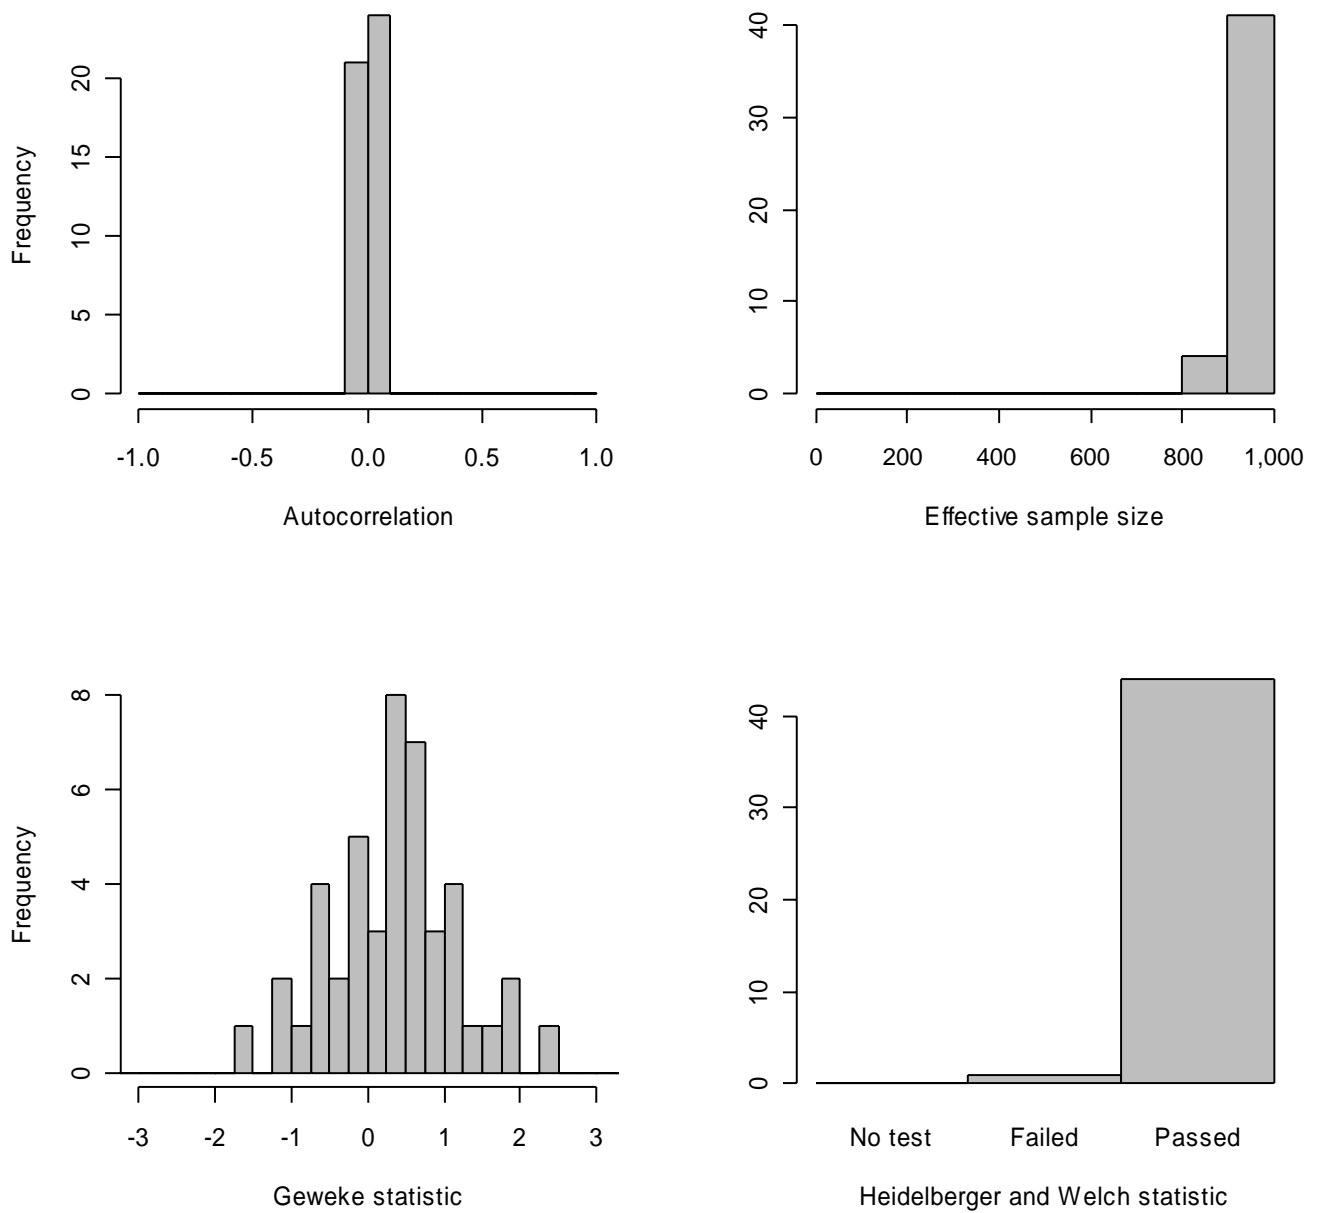 Frequency
0
5
10
15
20
-1.0 -0.5 0.0 0.5 1.0
Autocorrelation
0
10
20
30
40
0 200 400 600 800 1,000
Effective sample size
Frequency
0
2
4
6
8
-3 -2 -1 0 1 2 3
Geweke statistic
0
10
20
30
40
No test Failed Passed
Heidelberger and Welch statistic